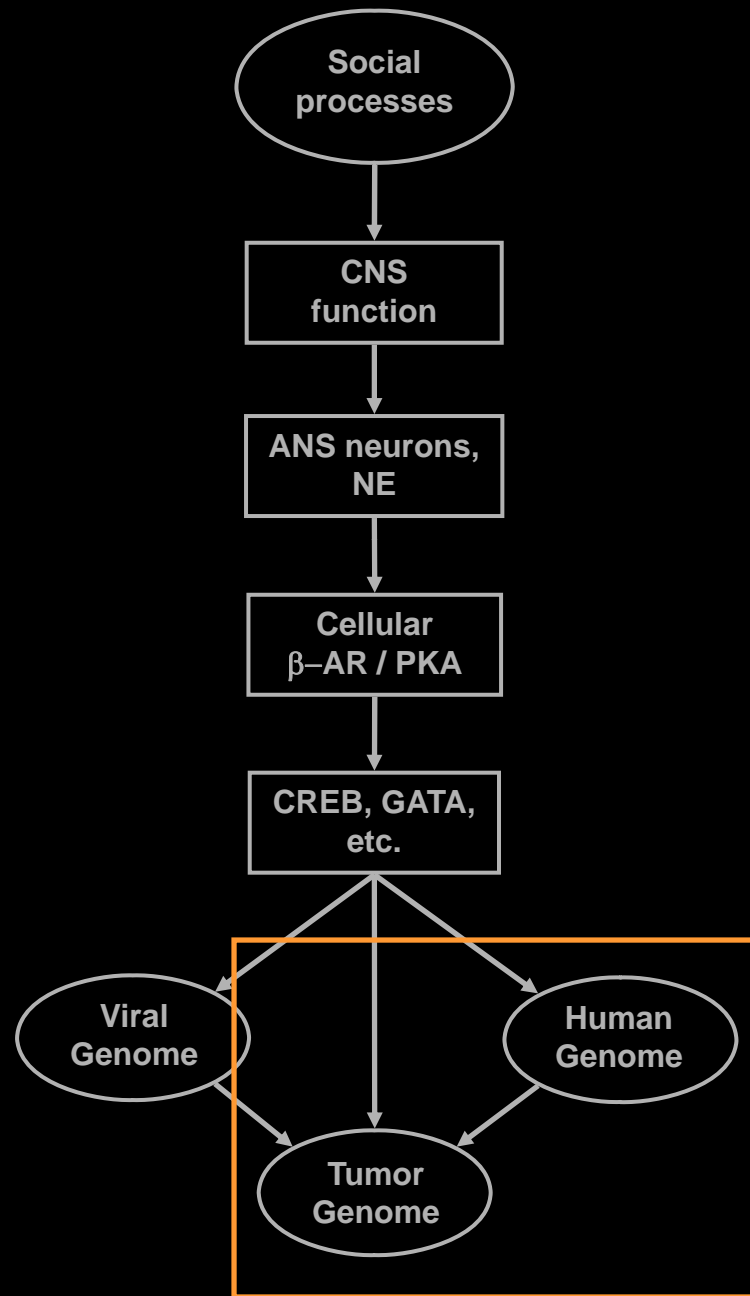 Social
processes
CNS
function
ANS neurons,
NE
Cellular
β–AR / PKA
CREB, GATA,
etc.
Viral
Genome
Human
Genome
Tumor
Genome